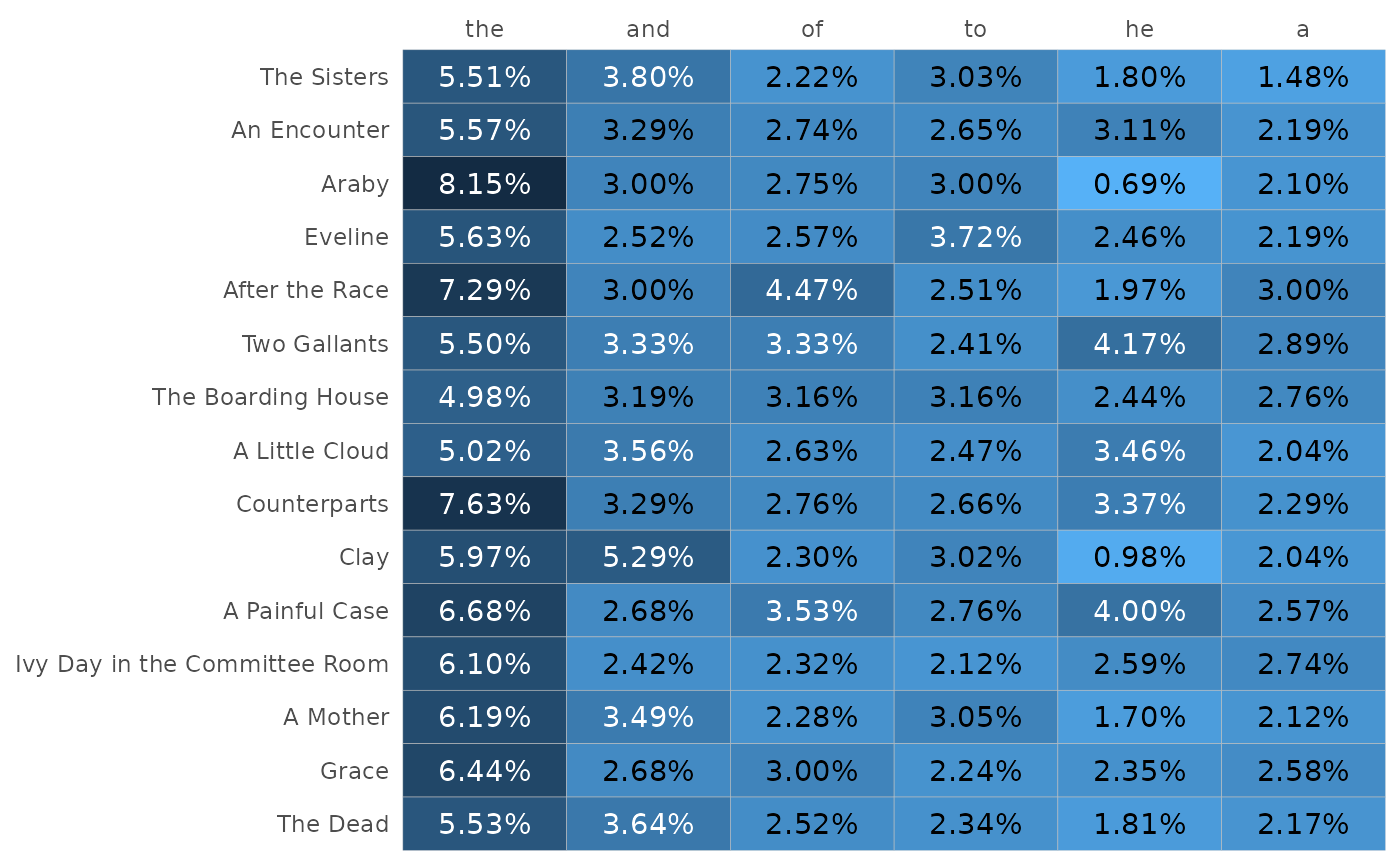 the and of to he a
The Sisters 5.51% 3.80% 2.22% 3.03% 1.80% 1.48%
An Encounter 5.57% 3.29% 2.74% 2.65% 3.11% 2.19%
Araby 8.15% 3.00% 2.75% 3.00% 0.69% 2.10%
Eveline 5.63% 2.52% 2.57% 3.72% 2.46% 2.19%
After the Race 7.29% 3.00% 4.47% 2.51% 1.97% 3.00%
Two Gallants 5.50% 3.33% 3.33% 2.41% 4.17% 2.89%
The Boarding House 4.98% 3.19% 3.16% 3.16% 2.44% 2.76%
A Little Cloud 5.02% 3.56% 2.63% 2.47% 3.46% 2.04%
Counterparts 7.63% 3.29% 2.76% 2.66% 3.37% 2.29%
Clay 5.97% 5.29% 2.30% 3.02% 0.98% 2.04%
A Painful Case 6.68% 2.68% 3.53% 2.76% 4.00% 2.57%
Ivy Day in the Committee Room 6.10% 2.42% 2.32% 2.12% 2.59% 2.74%
A Mother 6.19% 3.49% 2.28% 3.05% 1.70% 2.12%
Grace 6.44% 2.68% 3.00% 2.24% 2.35% 2.58%
The Dead 5.53% 3.64% 2.52% 2.34% 1.81% 2.17%